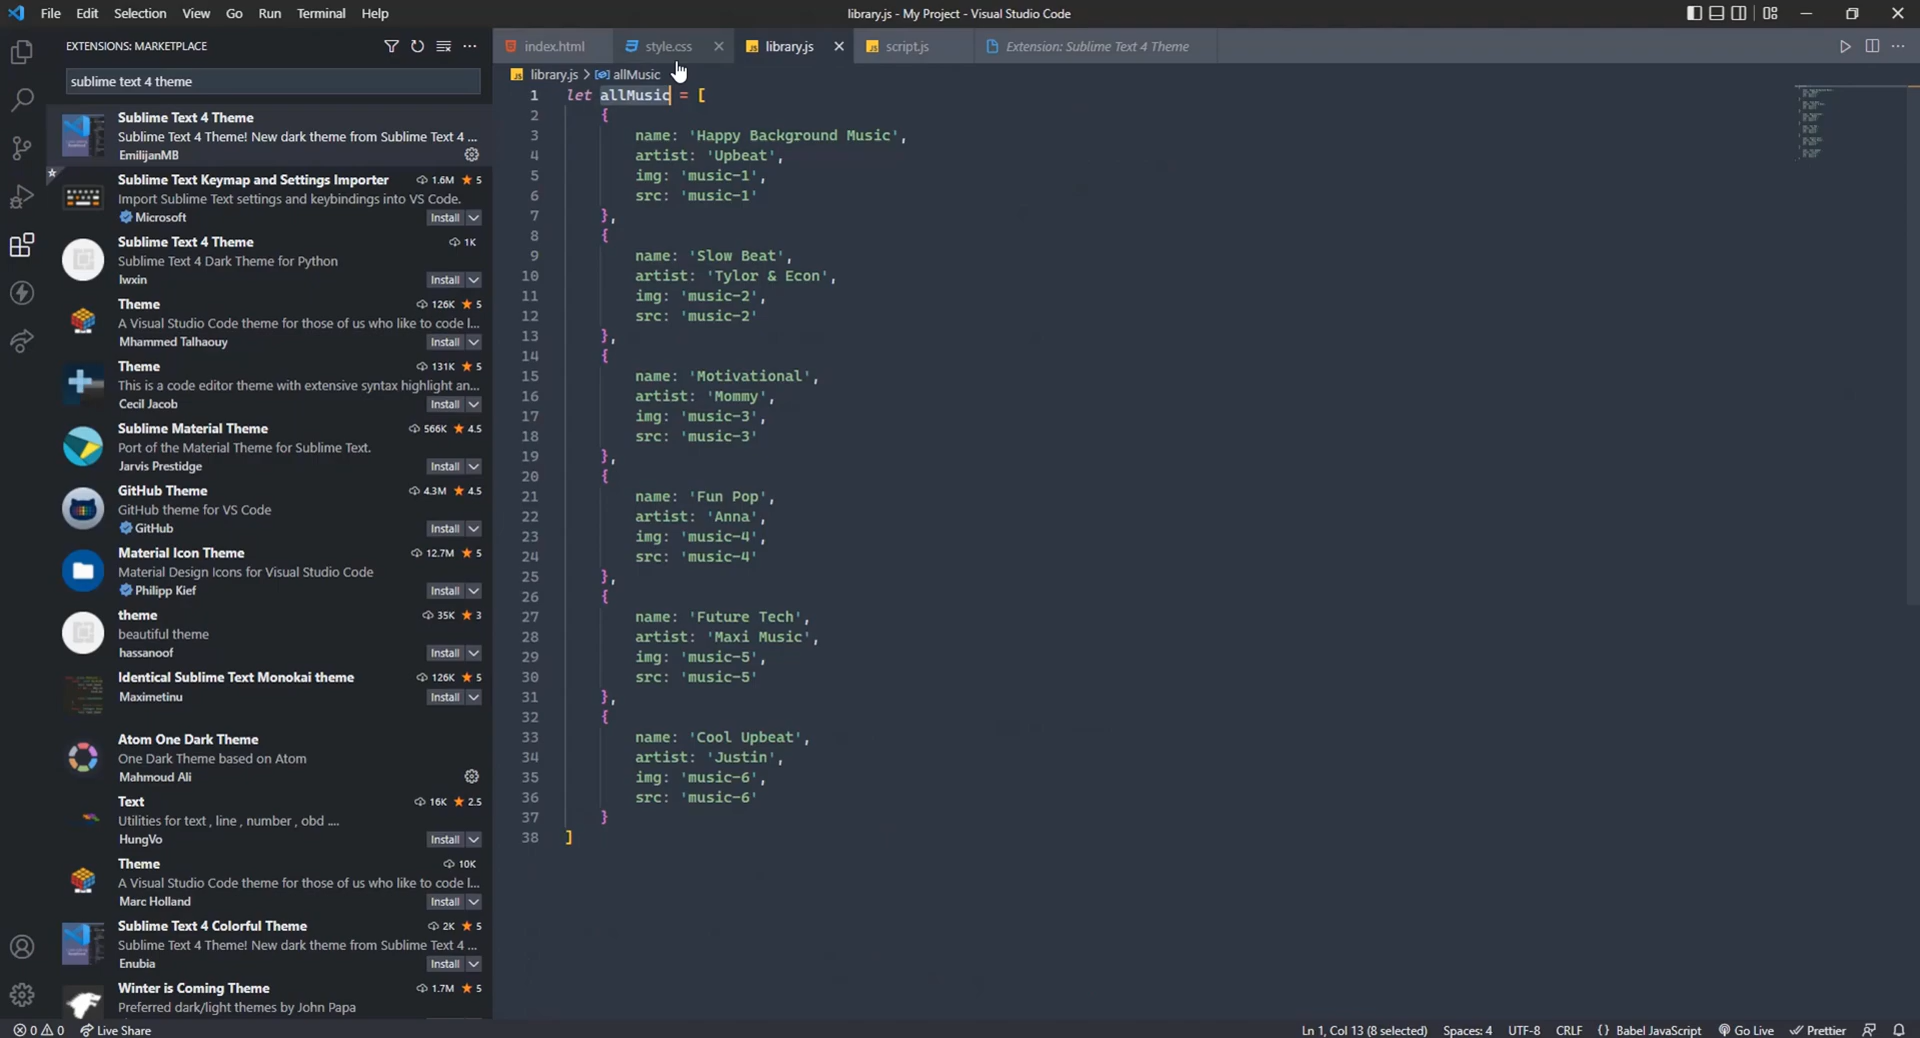 File Edit Selection View Go Run Terminal Help
library.js - My Project - Visual Studio Code
EXTENSIONS: MARKETPLACE
sublime text 4 theme
Sublime Text 4 Theme
Sublime Text 4 Theme! New dark theme from Sublime Text 4 ...
EmilijanMB
Sublime Text Keymap and Settings Importer 1.6M 5
Import Sublime Text settings and keybindings into VS Code.
Microsoft Install
Sublime Text 4 Theme 1K
Sublime Text 4 Dark Theme for Python
lwxin Install
Theme 126K 5
A Visual Studio Code theme for those of us who like to code l...
Mhammed Talhaouy Install
Theme 131K 5
This is a code editor theme with extensive syntax highlight an...
Cecil Jacob Install
Sublime Material Theme 566K 4.5
Port of the Material Theme for Sublime Text.
Jarvis Prestidge Install
GitHub Theme 4.3M 4.5
GitHub theme for VS Code
GitHub Install
Material Icon Theme 12.7M 5
Material Design Icons for Visual Studio Code
Philipp Kief Install
theme 35K 3
beautiful theme
hassanoof Install
Identical Sublime Text Monokai theme 126K 5
Maximetinu Install
Atom One Dark Theme
One Dark Theme based on Atom
Mahmoud Ali
Text 16K 2.5
Utilities for text , line , number , obd ....
HungVo Install
Theme 10K
A Visual Studio Code theme for those of us who like to code l...
Marc Holland Install
Sublime Text 4 Colorful Theme 2K 5
Sublime Text 4 Theme! New dark theme from Sublime Text 4 ...
Enubia Install
Winter is Coming Theme 1.7M 5
Preferred dark/light themes by John Papa
index.html style.css library.js script.js Extension: Sublime Text 4 Theme
library.js > allMusic
1 let allMusic = [
2 {
3 name: 'Happy Background Music',
4 artist: 'Upbeat',
5 img: 'music-1',
6 src: 'music-1'
7 },
8 {
9 name: 'Slow Beat',
10 artist: 'Tylor & Econ',
11 img: 'music-2',
12 src: 'music-2'
13 },
14 {
15 name: 'Motivational',
16 artist: 'Mommy',
17 img: 'music-3',
18 src: 'music-3'
19 },
20 {
21 name: 'Fun Pop',
22 artist: 'Anna',
23 img: 'music-4',
24 src: 'music-4'
25 },
26 {
27 name: 'Future Tech',
28 artist: 'Maxi Music',
29 img: 'music-5',
30 src: 'music-5'
31 },
32 {
33 name: 'Cool Upbeat',
34 artist: 'Justin',
35 img: 'music-6',
36 src: 'music-6'
37 }
38 ]
0 0 Live Share
Ln 1, Col 13 (8 selected) Spaces: 4 UTF-8 CRLF {} Babel JavaScript Go Live Prettier